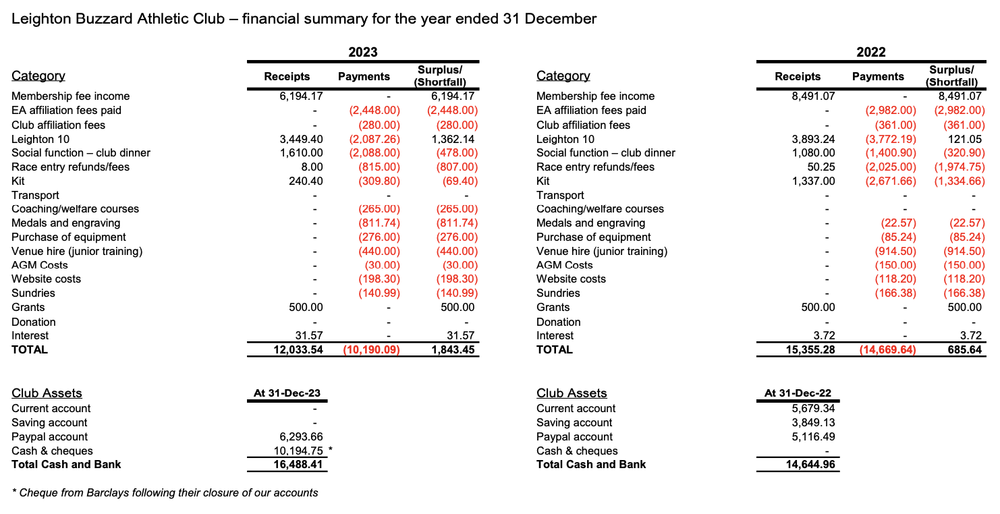 Leighton Buzzard Athletic Club – financial summary for the year ended 31 December
2023 2022
Category Receipts Payments Surplus/ (Shortfall) Category Receipts Payments Surplus/ (Shortfall)
Membership fee income 6,194.17 - 6,194.17 Membership fee income 8,491.07 - 8,491.07
EA affiliation fees paid - (2,448.00) (2,448.00) EA affiliation fees paid - (2,982.00) (2,982.00)
Club affiliation fees - (280.00) (280.00) Club affiliation fees - (361.00) (361.00)
Leighton 10 3,449.40 (2,087.26) 1,362.14 Leighton 10 3,893.24 (3,772.19) 121.05
Social function – club dinner 1,610.00 (2,088.00) (478.00) Social function – club dinner 1,080.00 (1,400.90) (320.90)
Race entry refunds/fees 8.00 (815.00) (807.00) Race entry refunds/fees 50.25 (2,025.00) (1,974.75)
Kit 240.40 (309.80) (69.40) Kit 1,337.00 (2,671.66) (1,334.66)
Transport - - - Transport - - -
Coaching/welfare courses - (265.00) (265.00) Coaching/welfare courses - - -
Medals and engraving - (811.74) (811.74) Medals and engraving - (22.57) (22.57)
Purchase of equipment - (276.00) (276.00) Purchase of equipment - (85.24) (85.24)
Venue hire (junior training) - (440.00) (440.00) Venue hire (junior training) - (914.50) (914.50)
AGM Costs - (30.00) (30.00) AGM Costs - (150.00) (150.00)
Website costs - (198.30) (198.30) Website costs - (118.20) (118.20)
Sundries - (140.99) (140.99) Sundries - (166.38) (166.38)
Grants 500.00 - 500.00 Grants 500.00 - 500.00
Donation - - - Donation - - -
Interest 31.57 - 31.57 Interest 3.72 - 3.72
TOTAL 12,033.54 (10,190.09) 1,843.45 TOTAL 15,355.28 (14,669.64) 685.64
Club Assets At 31-Dec-23 Club Assets At 31-Dec-22
Current account - Current account 5,679.34
Saving account - Saving account 3,849.13
Paypal account 6,293.66 Paypal account 5,116.49
Cash & cheques 10,194.75 * Cash & cheques -
Total Cash and Bank 16,488.41 Total Cash and Bank 14,644.96
* Cheque from Barclays following their closure of our accounts